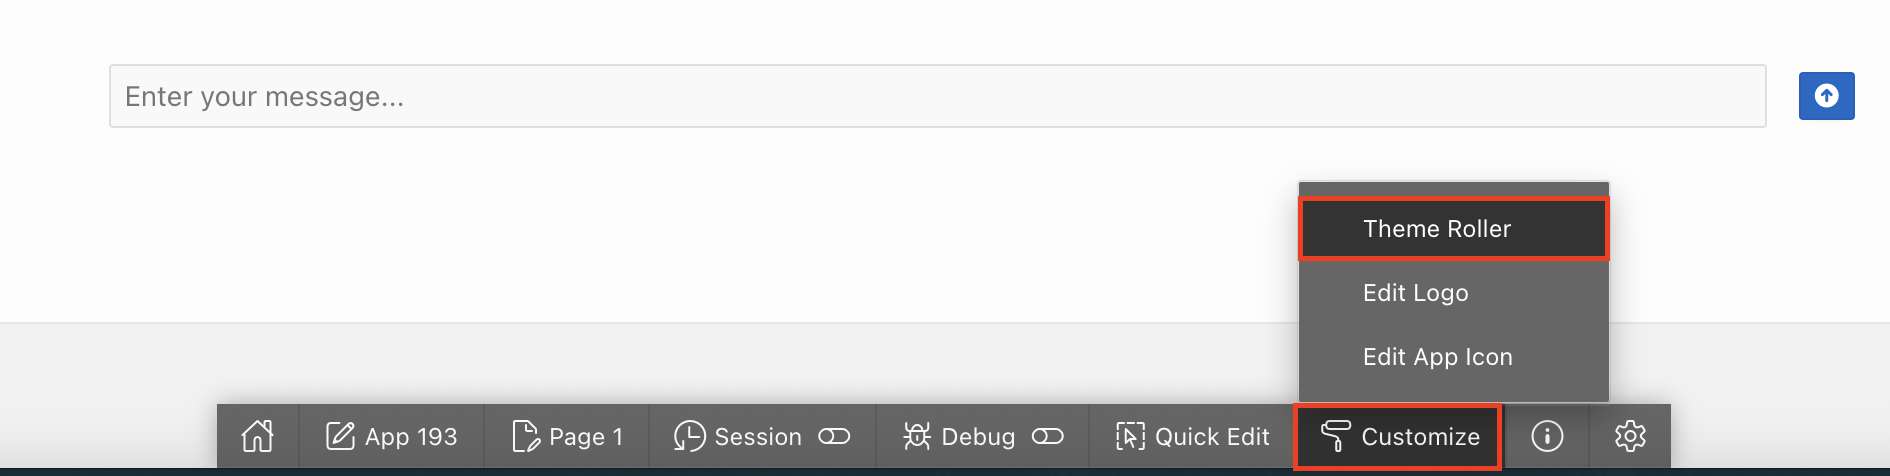 Enter your message...
Theme Roller
Edit Logo
Edit App Icon
App 193 Page 1 Session Debug Quick Edit Customize